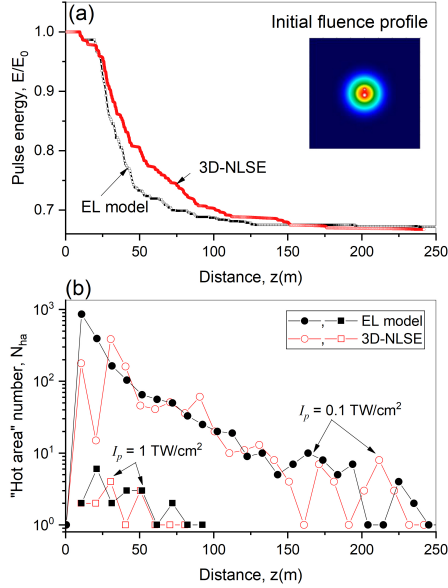 (a)
Initial fluence profile
1.0
0.9
0.8
0.7
Pulse energy, E/E₀
3D-NLSE
EL model
0 50 100 150 200 250
Distance, z(m)
(b)
10³
10²
10¹
10⁰
"Hot area" number, Nₕₐ
, EL model
, 3D-NLSE
Iₚ = 0.1 TW/cm²
Iₚ = 1 TW/cm²
0 50 100 150 200 250
Distance, z(m)